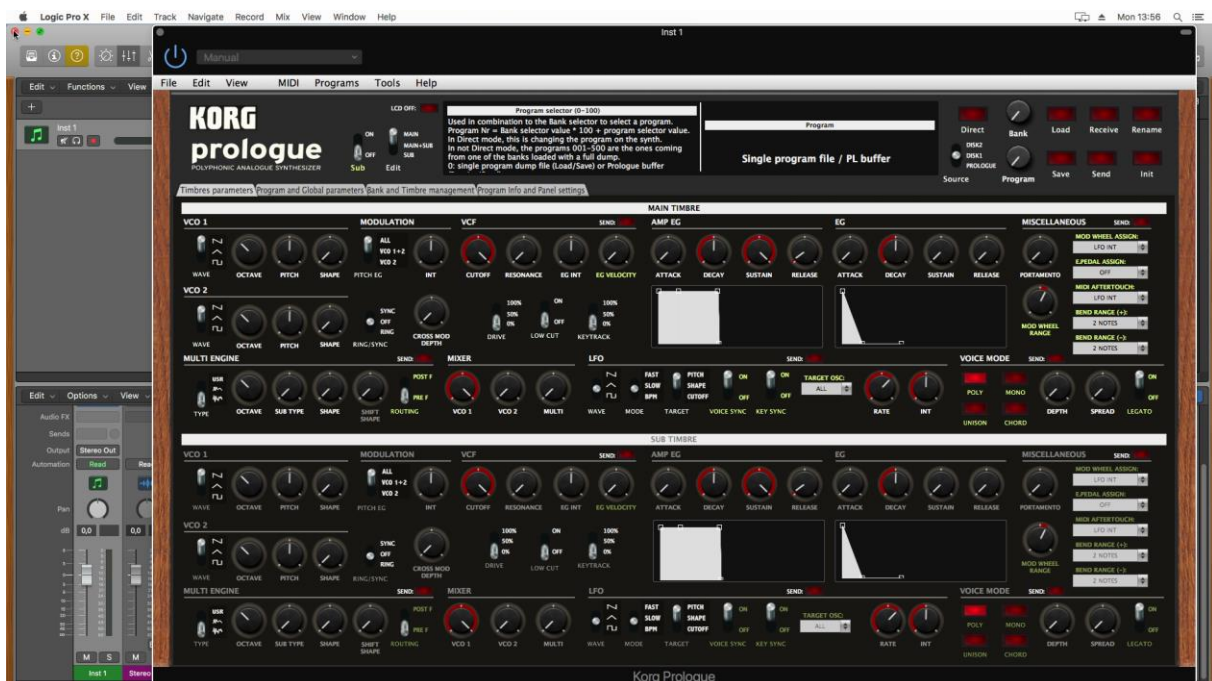 Logic Pro X File Edit Track Navigate Record Mix View Window Help
Mon 13:56
Inst 1
Manual
Edit Functions View
File Edit View MIDI Programs Tools Help
Inst 1
KORG
prologue
POLYPHONIC ANALOGUE SYNTHESIZER
LCD OFF:
ON
OFF
Sub
MAIN
MAIN+SUB
SUB
Edit
Program selector (0-100)
Used in combination to the Bank selector to select a program.
Program Nr = Bank selector value * 100 + program selector value.
In Direct mode, this is changing the program on the synth.
In not Direct mode, the programs 001-500 are the ones coming
from one of the banks loaded with a full dump.
0: single program dump file (Load/Save) or Prologue buffer
Program
Single program file / PL buffer
Direct Bank Load Receive Rename
DISK2
DISK1
PROLOGUE
Source Program Save Send Init
Timbres parameters Program and Global parameters Bank and Timbre management Program Info and Panel settings
MAIN TIMBRE
VCO 1 MODULATION VCF SEND: AMP EG EG MISCELLANEOUS SEND:
ALL
VCO 1+2
VCO 2
MOD WHEEL ASSIGN:
LFO INT
E.PEDAL ASSIGN:
OFF
WAVE OCTAVE PITCH SHAPE PITCH EG INT CUTOFF RESONANCE EG INT EG VELOCITY ATTACK DECAY SUSTAIN RELEASE ATTACK DECAY SUSTAIN RELEASE PORTAMENTO
VCO 2
MIDI AFTERTOUCH:
LFO INT
BEND RANGE (+):
2 NOTES
BEND RANGE (-):
2 NOTES
SYNC
OFF
RING
100%
50%
0%
ON
OFF
100%
50%
0%
WAVE OCTAVE PITCH SHAPE RING/SYNC CROSS MOD DEPTH DRIVE LOW CUT KEYTRACK MOD WHEEL RANGE
MULTI ENGINE SEND: MIXER LFO SEND: VOICE MODE SEND:
USR
POST F
PRE F
FAST
SLOW
BPM
PITCH
SHAPE
CUTOFF
ON
OFF
ON
OFF
TARGET OSC:
ALL
POLY MONO
UNISON CHORD
ON
OFF
TYPE OCTAVE SUB TYPE SHAPE SHIFT SHAPE ROUTING VCO 1 VCO 2 MULTI WAVE MODE TARGET VOICE SYNC KEY SYNC RATE INT DEPTH SPREAD LEGATO
SUB TIMBRE
VCO 1 MODULATION VCF SEND: AMP EG EG MISCELLANEOUS SEND:
ALL
VCO 1+2
VCO 2
MOD WHEEL ASSIGN:
LFO INT
E.PEDAL ASSIGN:
OFF
WAVE OCTAVE PITCH SHAPE PITCH EG INT CUTOFF RESONANCE EG INT EG VELOCITY ATTACK DECAY SUSTAIN RELEASE ATTACK DECAY SUSTAIN RELEASE PORTAMENTO
VCO 2
MIDI AFTERTOUCH:
LFO INT
BEND RANGE (+):
2 NOTES
BEND RANGE (-):
2 NOTES
SYNC
OFF
RING
100%
50%
0%
ON
OFF
100%
50%
0%
WAVE OCTAVE PITCH SHAPE RING/SYNC CROSS MOD DEPTH DRIVE LOW CUT KEYTRACK MOD WHEEL RANGE
MULTI ENGINE SEND: MIXER LFO SEND: VOICE MODE SEND:
USR
POST F
PRE F
FAST
SLOW
BPM
PITCH
SHAPE
CUTOFF
ON
OFF
ON
OFF
TARGET OSC:
ALL
POLY MONO
UNISON CHORD
ON
OFF
TYPE OCTAVE SUB TYPE SHAPE SHIFT SHAPE ROUTING VCO 1 VCO 2 MULTI WAVE MODE TARGET VOICE SYNC KEY SYNC RATE INT DEPTH SPREAD LEGATO
Edit Options View
Audio FX
Sends
Output Stereo Out
Automation Read Read
Pan
dB 0,0 0,0
M S M
Inst 1 Stereo
Korg Prologue